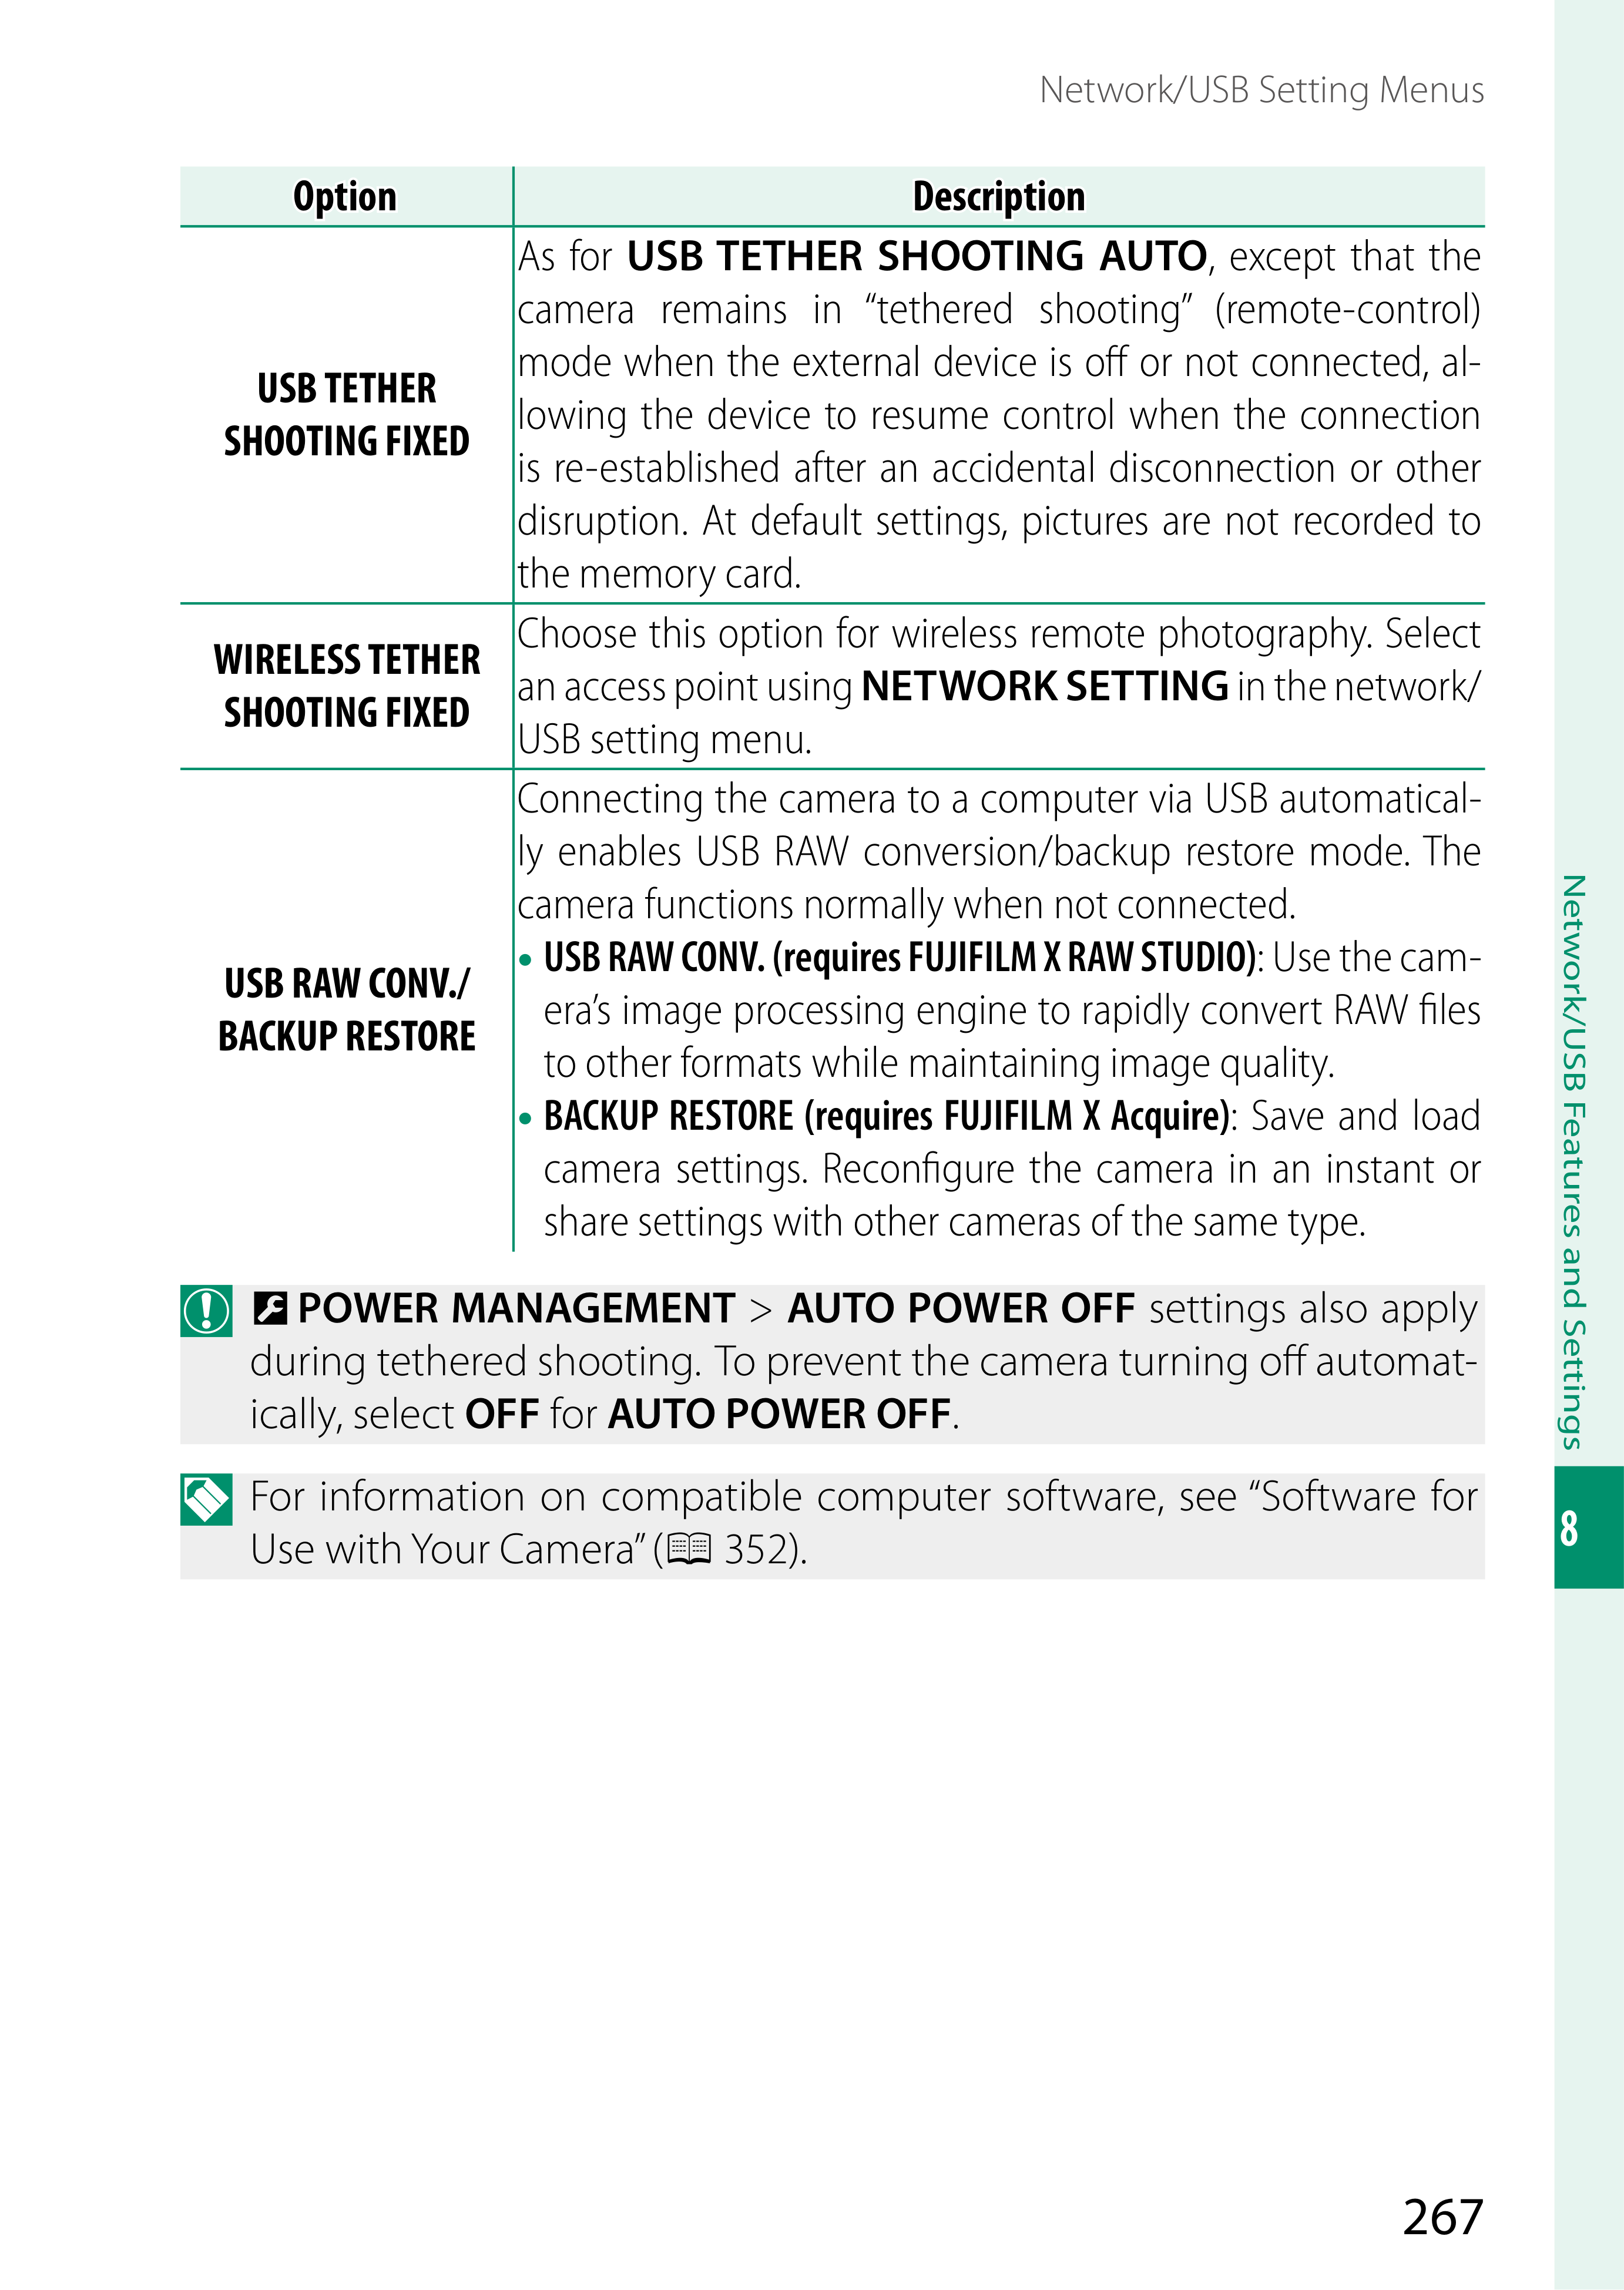 Network/USB Setting Menus
Option Description
USB TETHER
SHOOTING FIXED
As for USB TETHER SHOOTING AUTO, except that the
camera remains in “tethered shooting” (remote-control)
mode when the external device is off or not connected, al-
lowing the device to resume control when the connection
is re-established after an accidental disconnection or other
disruption. At default settings, pictures are not recorded to
the memory card.
WIRELESS TETHER
SHOOTING FIXED
Choose this option for wireless remote photography. Select
an access point using NETWORK SETTING in the network/
USB setting menu.
USB RAW CONV./
BACKUP RESTORE
Connecting the camera to a computer via USB automatical-
ly enables USB RAW conversion/backup restore mode. The
camera functions normally when not connected.
• USB RAW CONV. (requires FUJIFILM X RAW STUDIO): Use the cam-
era’s image processing engine to rapidly convert RAW files
to other formats while maintaining image quality.
• BACKUP RESTORE (requires FUJIFILM X Acquire): Save and load
camera settings. Reconfigure the camera in an instant or
share settings with other cameras of the same type.
POWER MANAGEMENT > AUTO POWER OFF settings also apply
during tethered shooting. To prevent the camera turning off automat-
ically, select OFF for AUTO POWER OFF.
For information on compatible computer software, see “Software for
Use with Your Camera” (352).
Network/USB Features and Settings
8
267